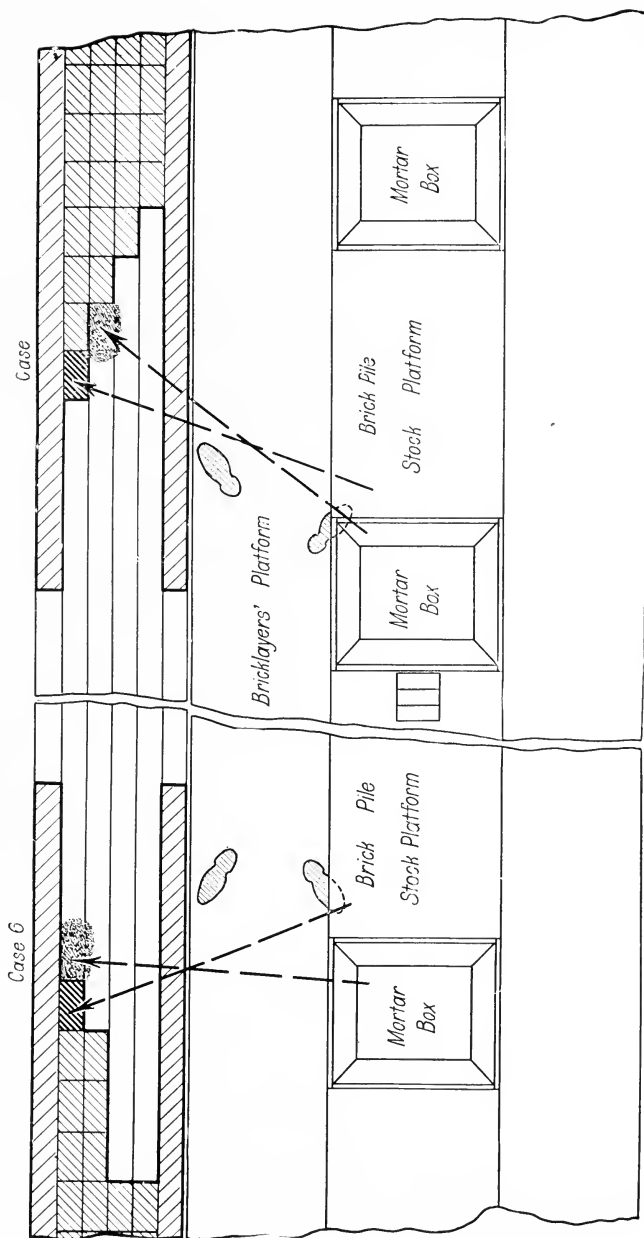 Case 6
Case
Bricklayers' Platform
Mortar
Box
Brick Pile
Stock Platform
Mortar
Box
Brick Pile
Stock Platform
Mortar
Box